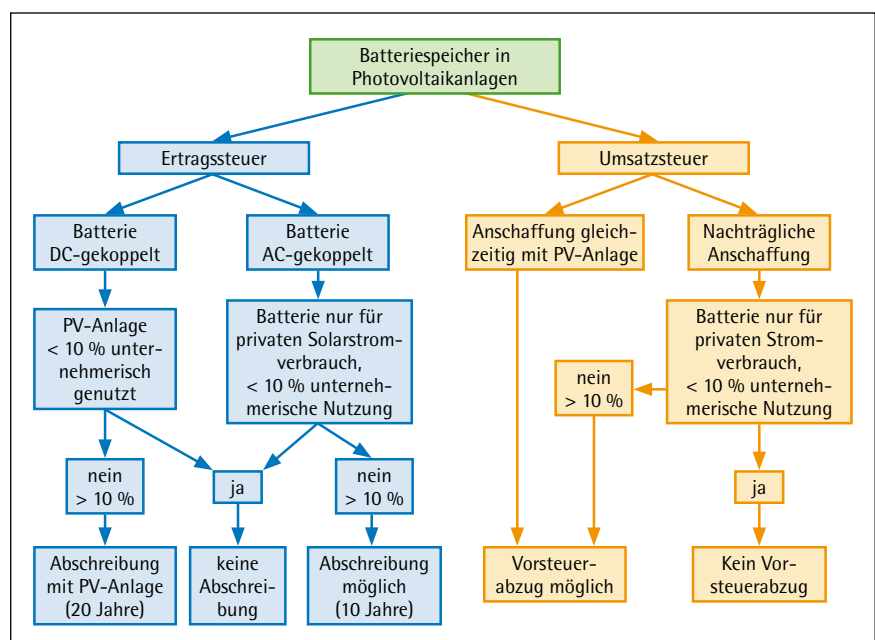 Batteriespeicher in
Photovoltaikanlagen
Ertragssteuer
Umsatzsteuer
Batterie
DC-gekoppelt
Batterie
AC-gekoppelt
Anschaffung gleich-
zeitig mit PV-Anlage
Nachträgliche
Anschaffung
PV-Anlage
< 10 % unter-
nehmerisch
genutzt
Batterie nur für
privaten Solarstrom-
verbrauch,
< 10 % unterneh-
merische Nutzung
Batterie nur für
privaten Strom-
verbrauch,
< 10 % unterneh-
merische Nutzung
nein
> 10 %
nein
> 10 %
ja
nein
> 10 %
ja
Abschreibung
mit PV-Anlage
(20 Jahre)
keine
Abschrei-
bung
Abschreibung
möglich
(10 Jahre)
Vorsteuer-
abzug möglich
Kein Vor-
steuerabzug